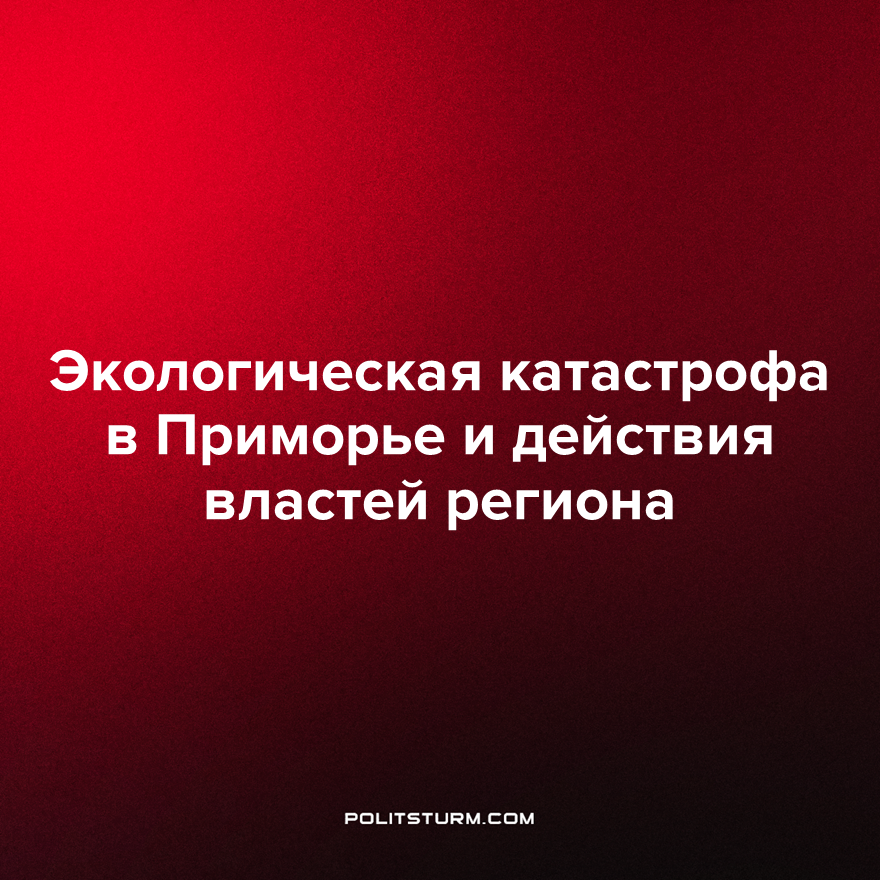 Экологическая катастрофа
в Приморье и действия
властей региона
POLITSTURM.COM